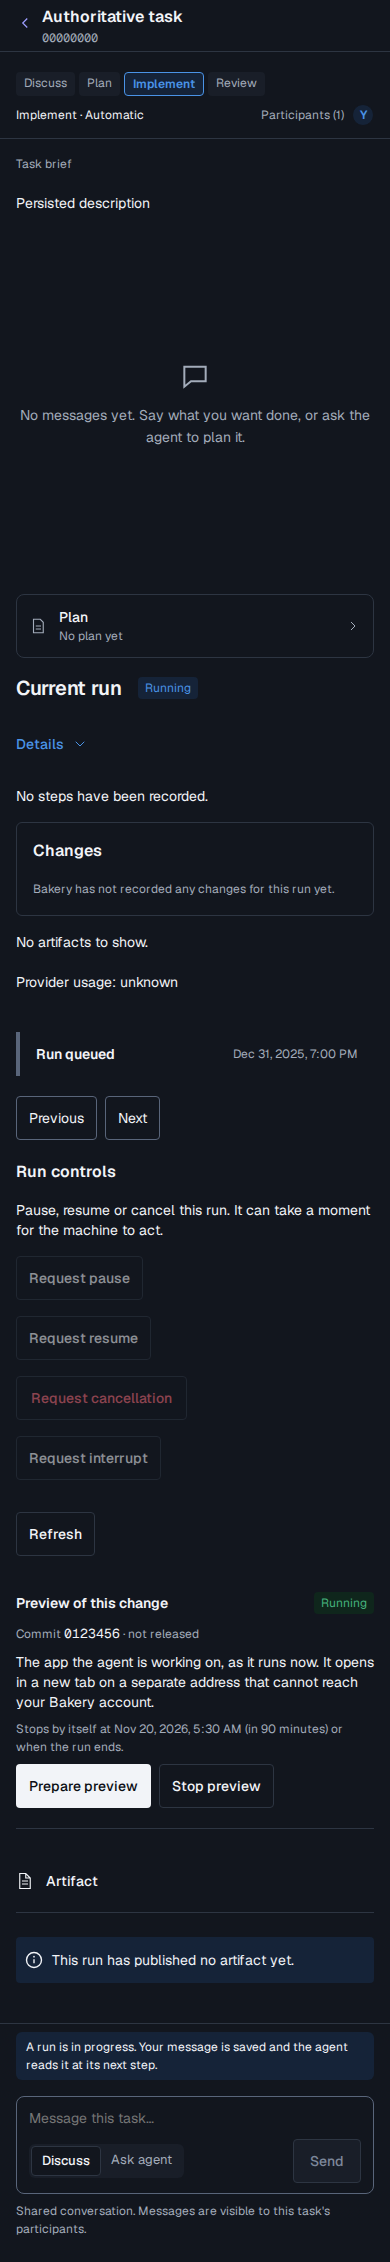 Authoritative task
00000000
Discuss Plan Implement Review
Implement · Automatic Participants (1) Y
Task brief
Persisted description
No messages yet. Say what you want done, or ask the
agent to plan it.
Plan
No plan yet
Current run Running
Details
No steps have been recorded.
Changes
Bakery has not recorded any changes for this run yet.
No artifacts to show.
Provider usage: unknown
Run queued Dec 31, 2025, 7:00 PM
Previous Next
Run controls
Pause, resume or cancel this run. It can take a moment
for the machine to act.
Request pause
Request resume
Request cancellation
Request interrupt
Refresh
Preview of this change Running
Commit 0123456 · not released
The app the agent is working on, as it runs now. It opens
in a new tab on a separate address that cannot reach
your Bakery account.
Stops by itself at Nov 20, 2026, 5:30 AM (in 90 minutes) or
when the run ends.
Prepare preview Stop preview
Artifact
This run has published no artifact yet.
A run is in progress. Your message is saved and the agent
reads it at its next step.
Message this task...
Discuss Ask agent Send
Shared conversation. Messages are visible to this task's
participants.